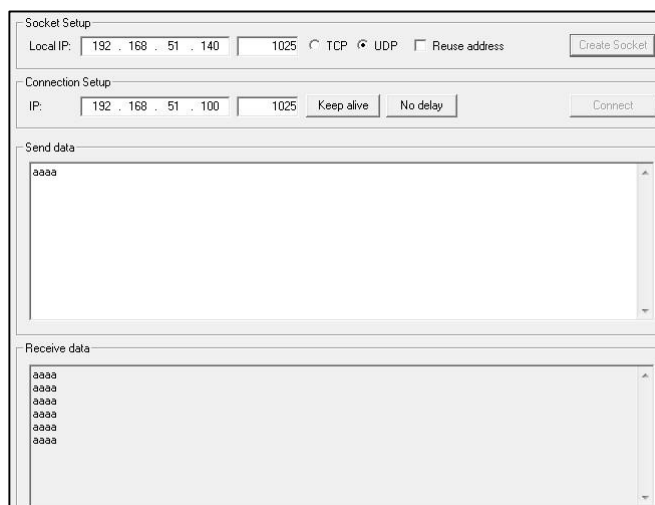 Socket Setup
Local IP: 192 . 168 . 51 . 140 1025 TCP UDP Reuse address Create Socket
Connection Setup
IP: 192 . 168 . 51 . 100 1025 Keep alive No delay Connect
Send data
aaaa
Receive data
aaaa
aaaa
aaaa
aaaa
aaaa
aaaa